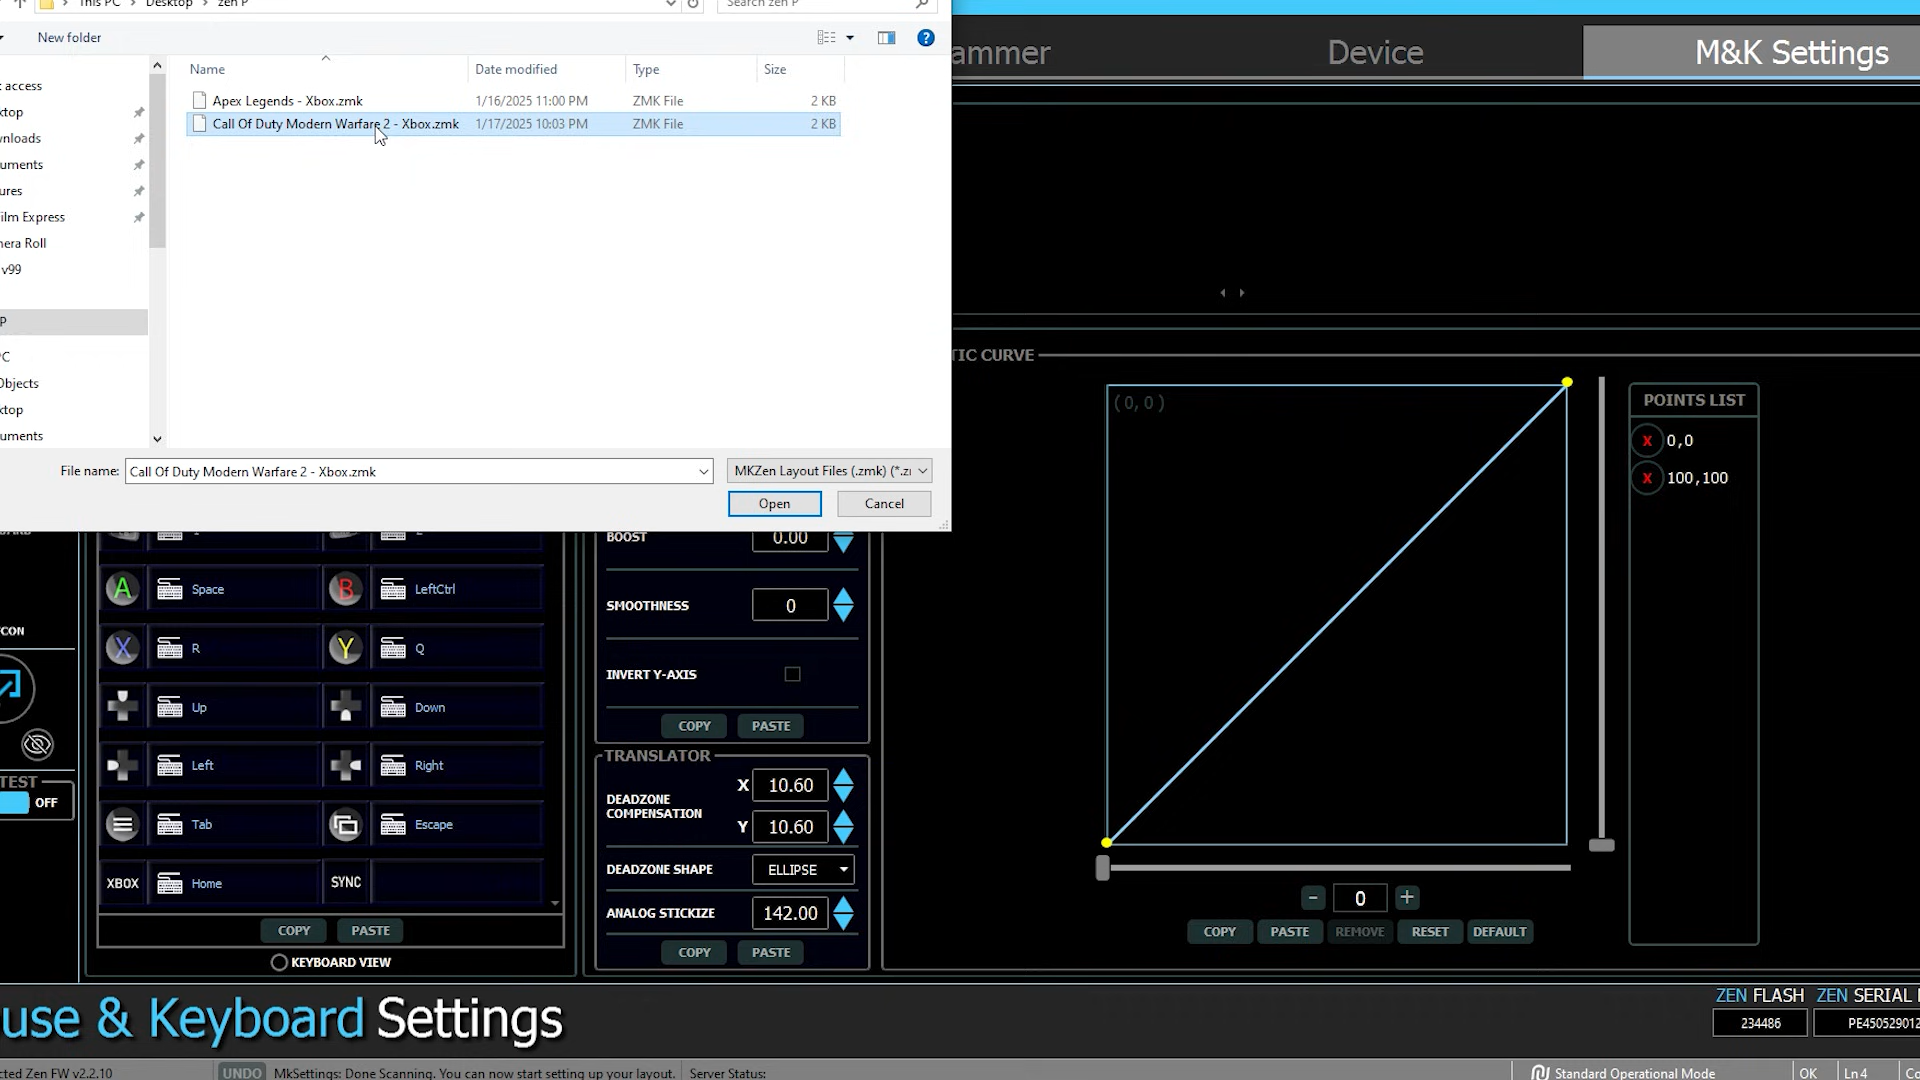 This PC > Desktop > zen P
Search zen P
New folder
Name
Date modified
Type
Size
Apex Legends - Xbox.zmk
1/16/2025 11:00 PM
ZMK File
2 KB
Call Of Duty Modern Warfare 2 - Xbox.zmk
1/17/2025 10:03 PM
ZMK File
2 KB
access
ktop
wnloads
uments
ures
ilm Express
nera Roll
v99
P
C
Objects
ktop
uments
File name:
Call Of Duty Modern Warfare 2 - Xbox.zmk
MKZen Layout Files (.zmk) (*.z
Open
Cancel
ammer
Device
M&K Settings
TIC CURVE
(0,0)
POINTS LIST
X 0,0
X 100,100
- 0 +
COPY
PASTE
REMOVE
RESET
DEFAULT
BOOST
0.00
SMOOTHNESS
0
INVERT Y-AXIS
COPY
PASTE
TRANSLATOR
DEADZONE
COMPENSATION
X 10.60
Y 10.60
DEADZONE SHAPE
ELLIPSE
ANALOG STICKIZE
142.00
COPY
PASTE
A Space
B LeftCtrl
X R
Y Q
Up
Down
Left
Right
Tab
Escape
XBOX Home
SYNC
COPY
PASTE
KEYBOARD VIEW
CON
TEST
OFF
use & Keyboard Settings
ZEN FLASH
234486
ZEN SERIAL
PE45052901
cted Zen FW v2.2.10
UNDO
MkSettings: Done Scanning. You can now start setting up your layout.
Server Status:
Standard Operational Mode
OK
Ln 4
Co